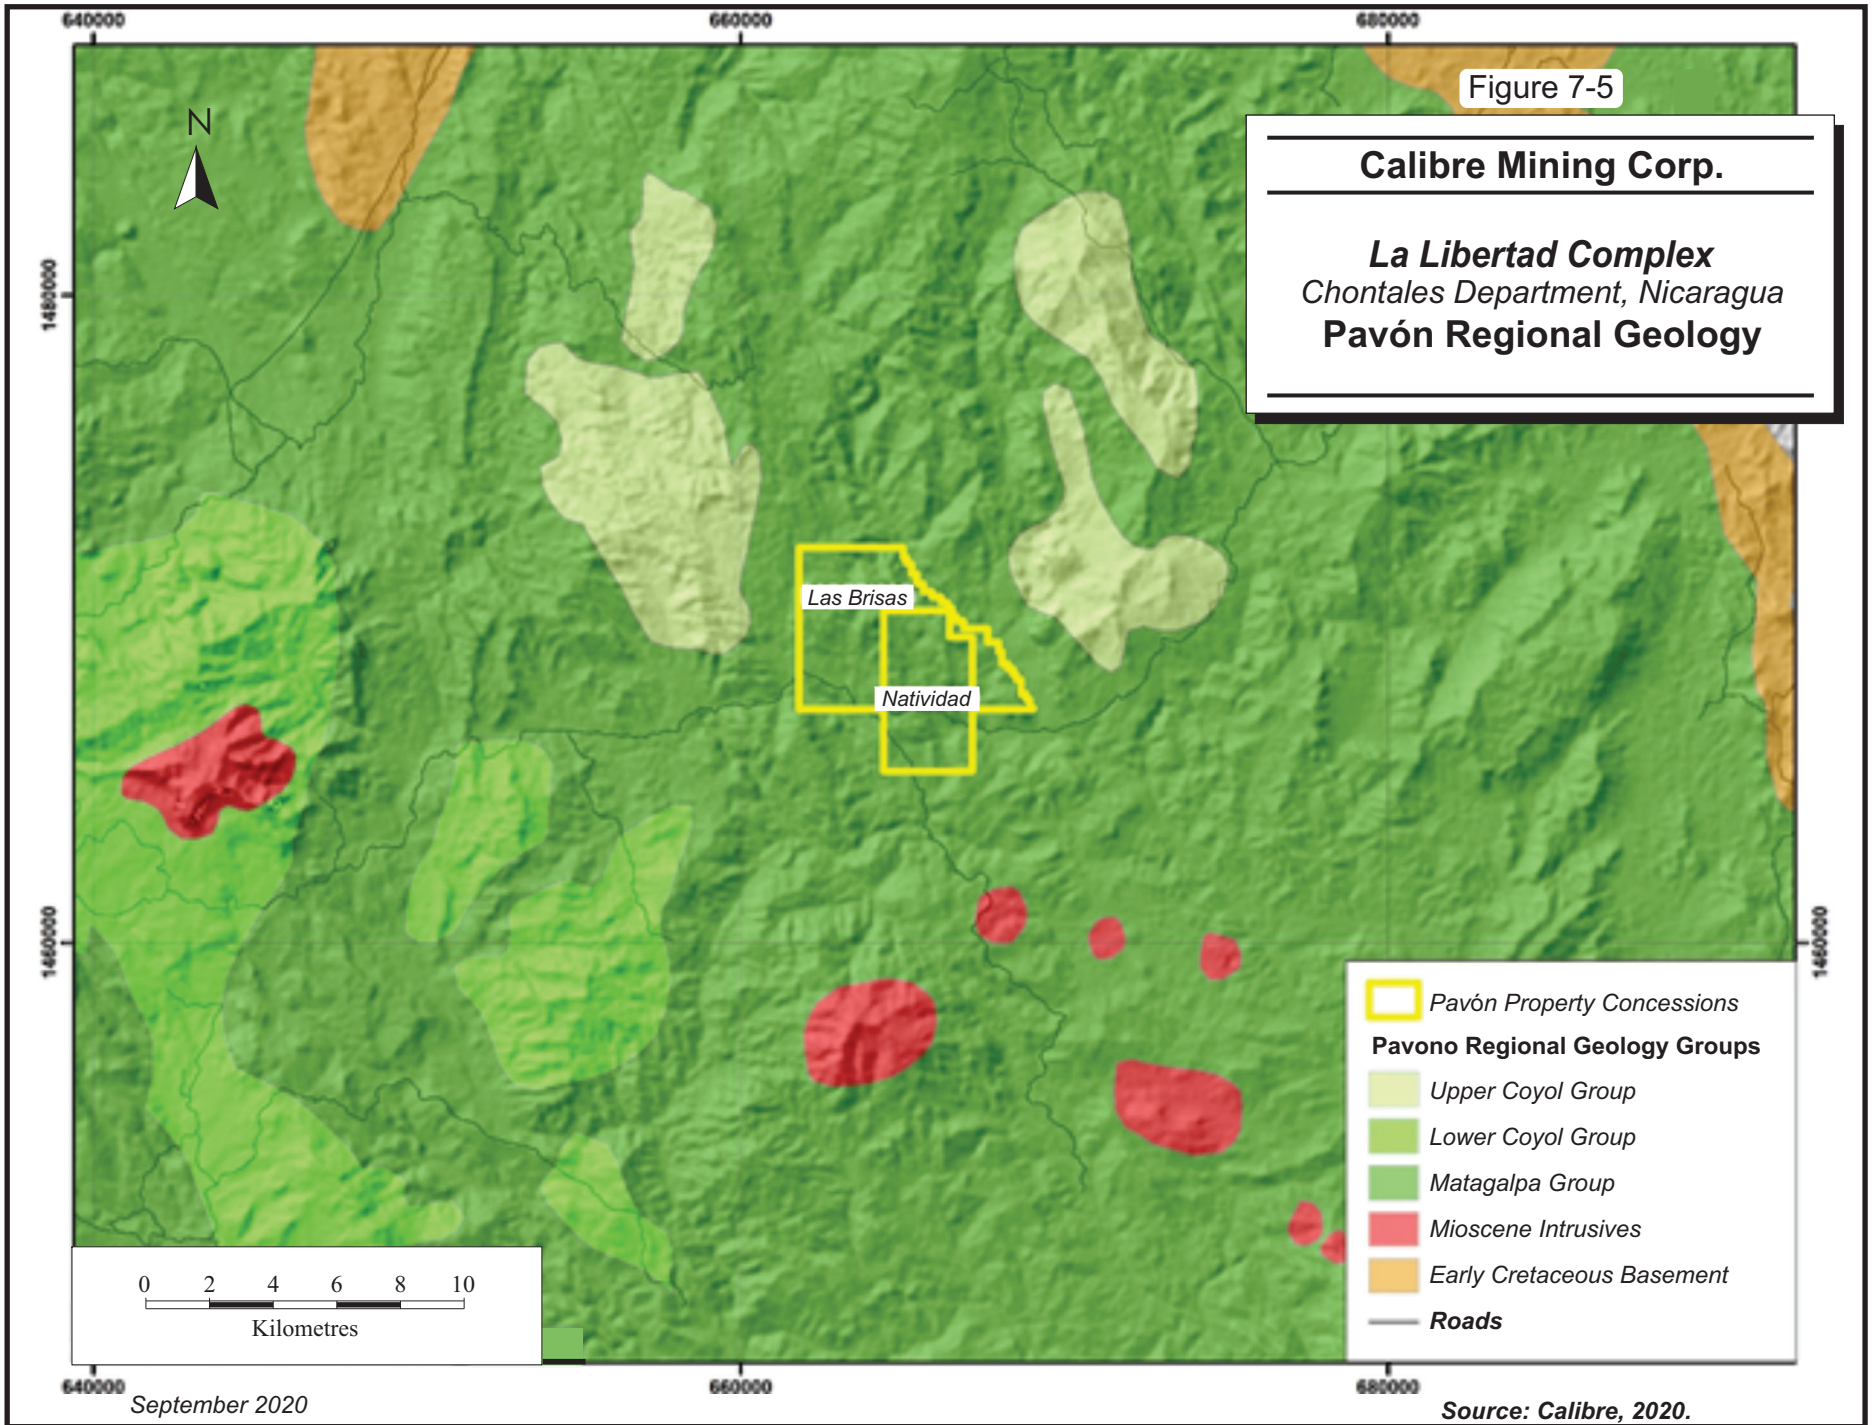 640000
660000
680000
Figure 7-5
N
Calibre Mining Corp.
La Libertad Complex
Chontales Department, Nicaragua
Pavón Regional Geology
1480000
Las Brisas
Natividad
1460000
1460000
Pavón Property Concessions
Pavono Regional Geology Groups
Upper Coyol Group
Lower Coyol Group
Matagalpa Group
Mioscene Intrusives
Early Cretaceous Basement
Roads
0 2 4 6 8 10
Kilometres
640000
660000
680000
September 2020
Source: Calibre, 2020.